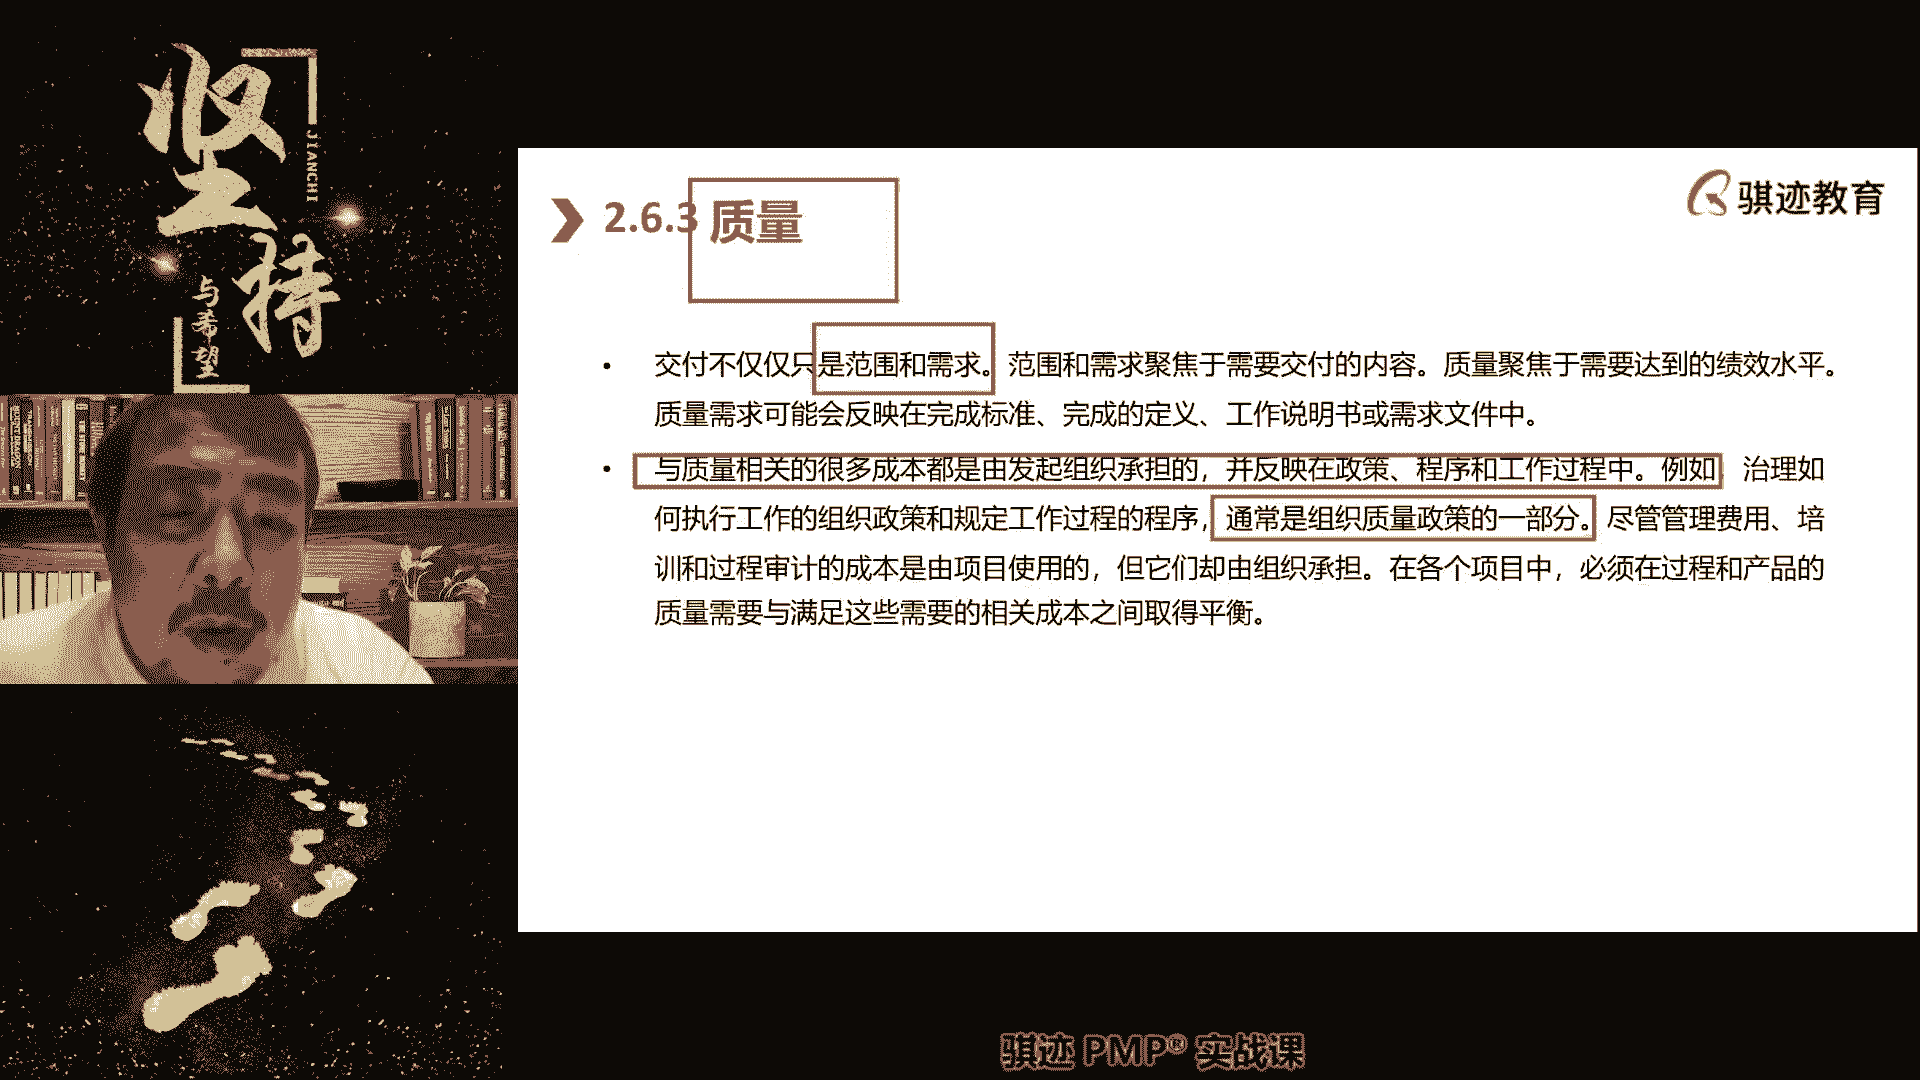 坚持
JIANCHI
与希望
骐迹教育
2.6.3 质量
• 交付不仅仅只是范围和需求。范围和需求聚焦于需要交付的内容。质量聚焦于需要达到的绩效水平。
质量需求可能会反映在完成标准、完成的定义、工作说明书或需求文件中。
• 与质量相关的很多成本都是由发起组织承担的，并反映在政策、程序和工作过程中。例如 治理如
何执行工作的组织政策和规定工作过程的程序，通常是组织质量政策的一部分。尽管管理费用、培
训和过程审计的成本是由项目使用的，但它们却由组织承担。在各个项目中，必须在过程和产品的
质量需要与满足这些需要的相关成本之间取得平衡。
骐迹 PMP® 实战课